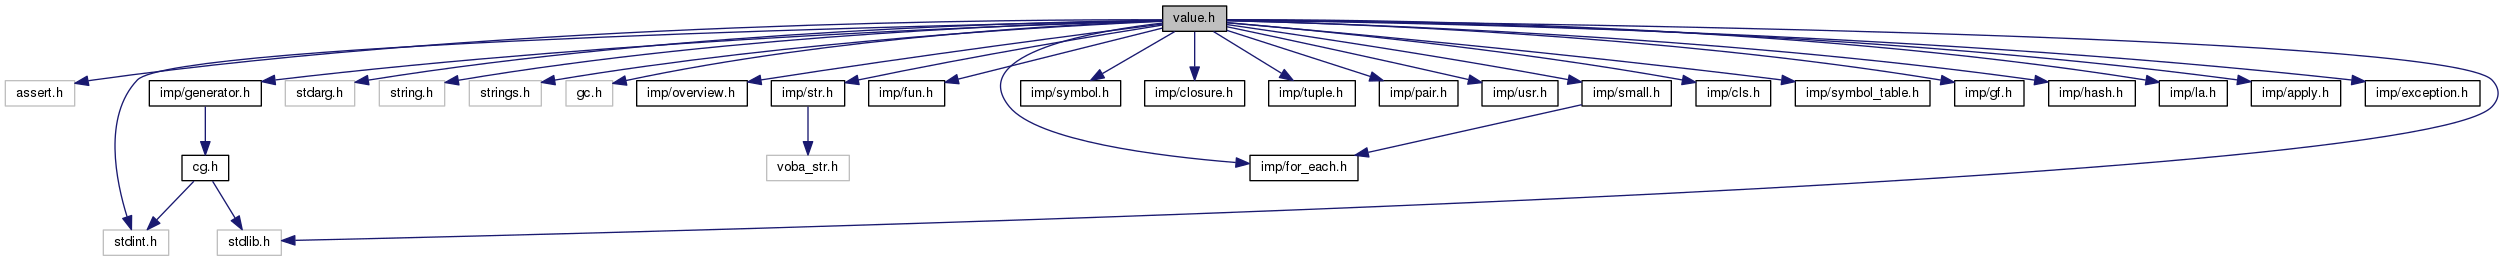 value.h
assert.h
imp/generator.h
stdarg.h
string.h
strings.h
gc.h
imp/overview.h
imp/str.h
imp/fun.h
imp/symbol.h
imp/closure.h
imp/tuple.h
imp/pair.h
imp/usr.h
imp/small.h
imp/cls.h
imp/symbol_table.h
imp/gf.h
imp/hash.h
imp/la.h
imp/apply.h
imp/exception.h
cg.h
voba_str.h
imp/for_each.h
stdint.h
stdlib.h